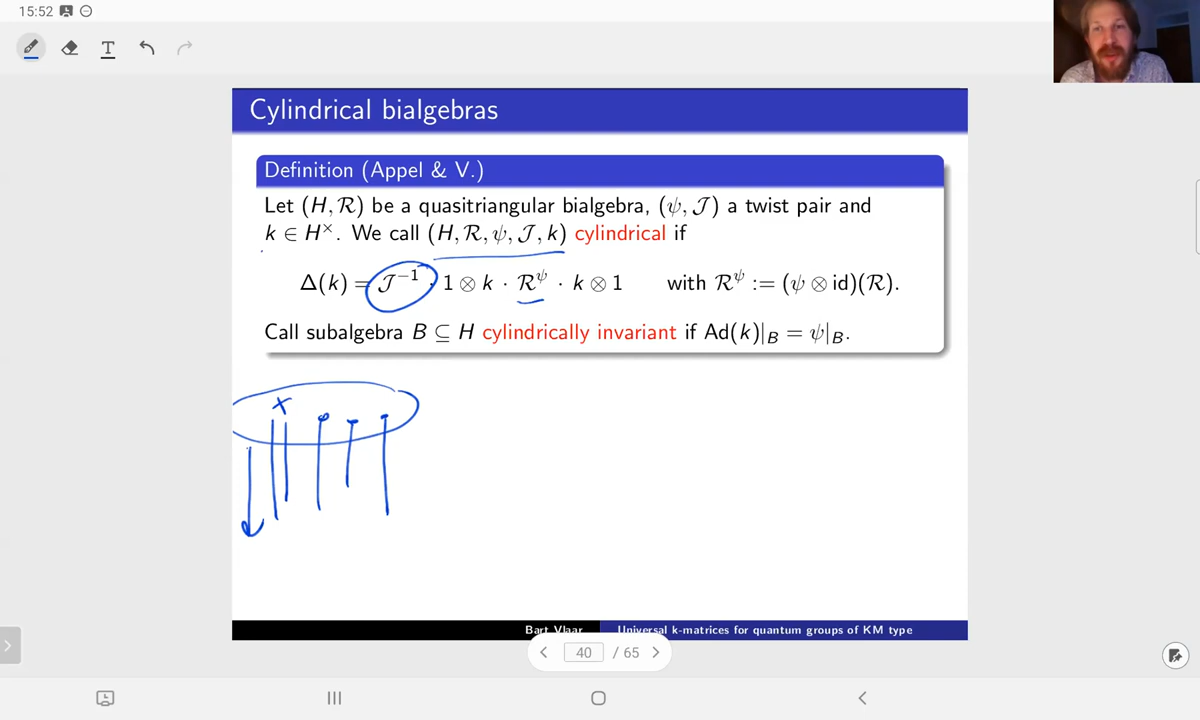 15:52
Cylindrical bialgebras
Definition (Appel & V.)
Let (H, ℛ) be a quasitriangular bialgebra, (ψ, 𝒥) a twist pair and
k ∈ H^×. We call (H, ℛ, ψ, 𝒥, k) cylindrical if
Δ(k) = 𝒥^{−1} · 1 ⊗ k · ℛ^ψ · k ⊗ 1 with ℛ^ψ := (ψ ⊗ id)(ℛ).
Call subalgebra B ⊆ H cylindrically invariant if Ad(k)|_B = ψ|_B.
Bart Vlaar Universal k-matrices for quantum groups of KM type
40 / 65